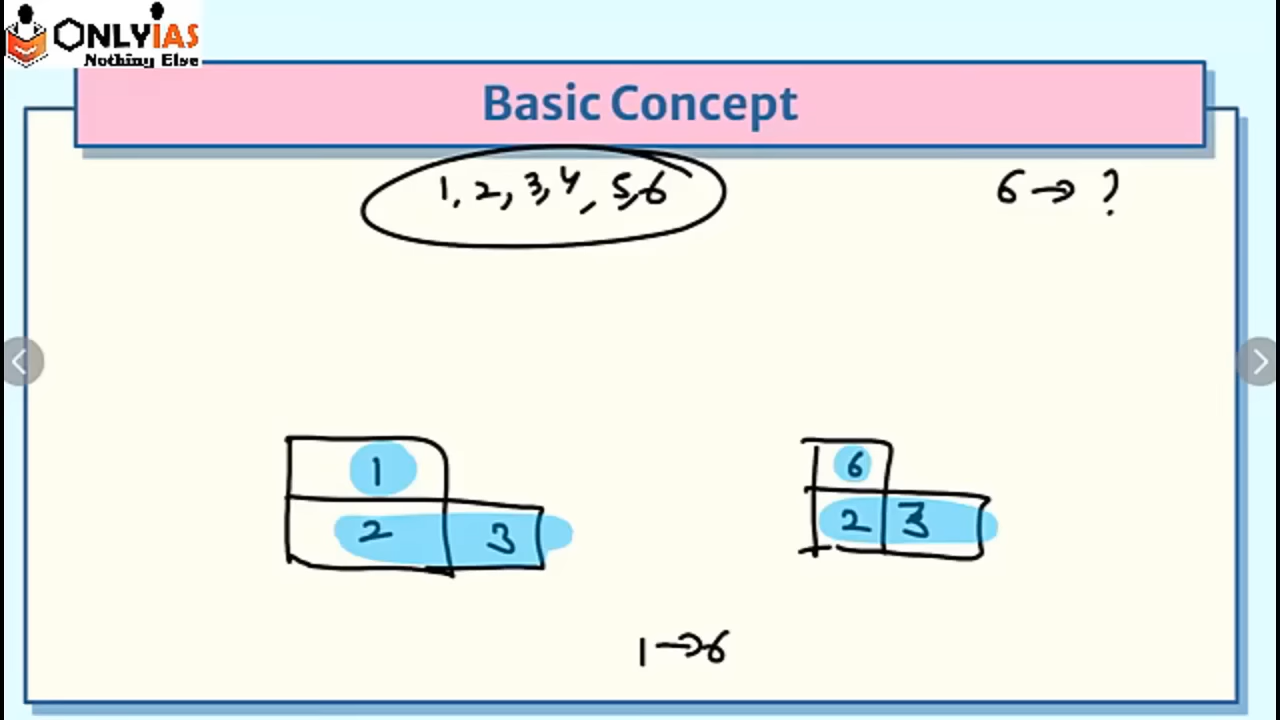 ONLYIAS
Nothing Else
Basic Concept
1, 2, 3, 4, 5, 6
6 → ?
1
2 3
6
2 3
1 → 6